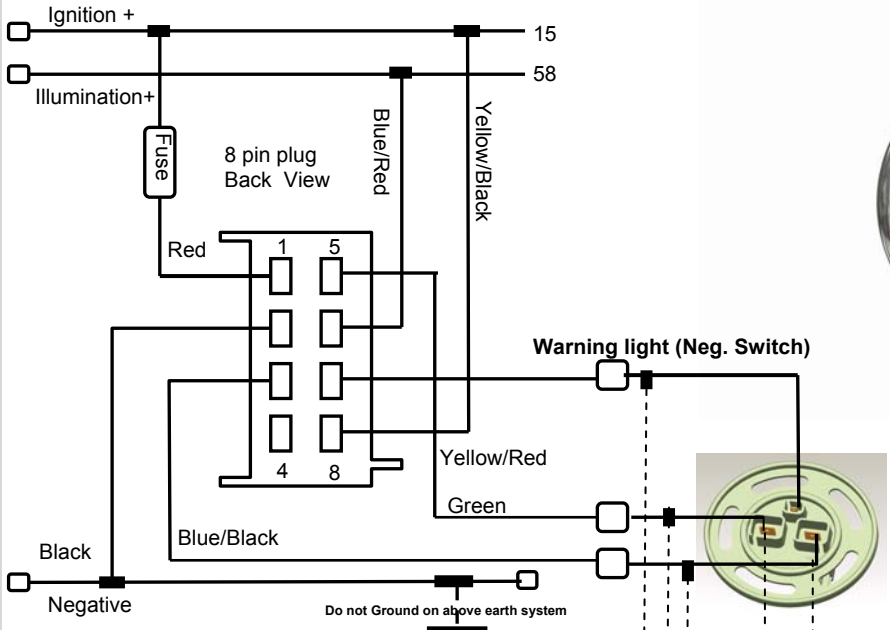 Ignition +
15
58
Illumination+
Fuse
8 pin plug
Back View
Blue/Red
Yellow/Black
Red
1 5
Warning light (Neg. Switch)
4 8
Yellow/Red
Green
Blue/Black
Black
Negative
Do not Ground on above earth system